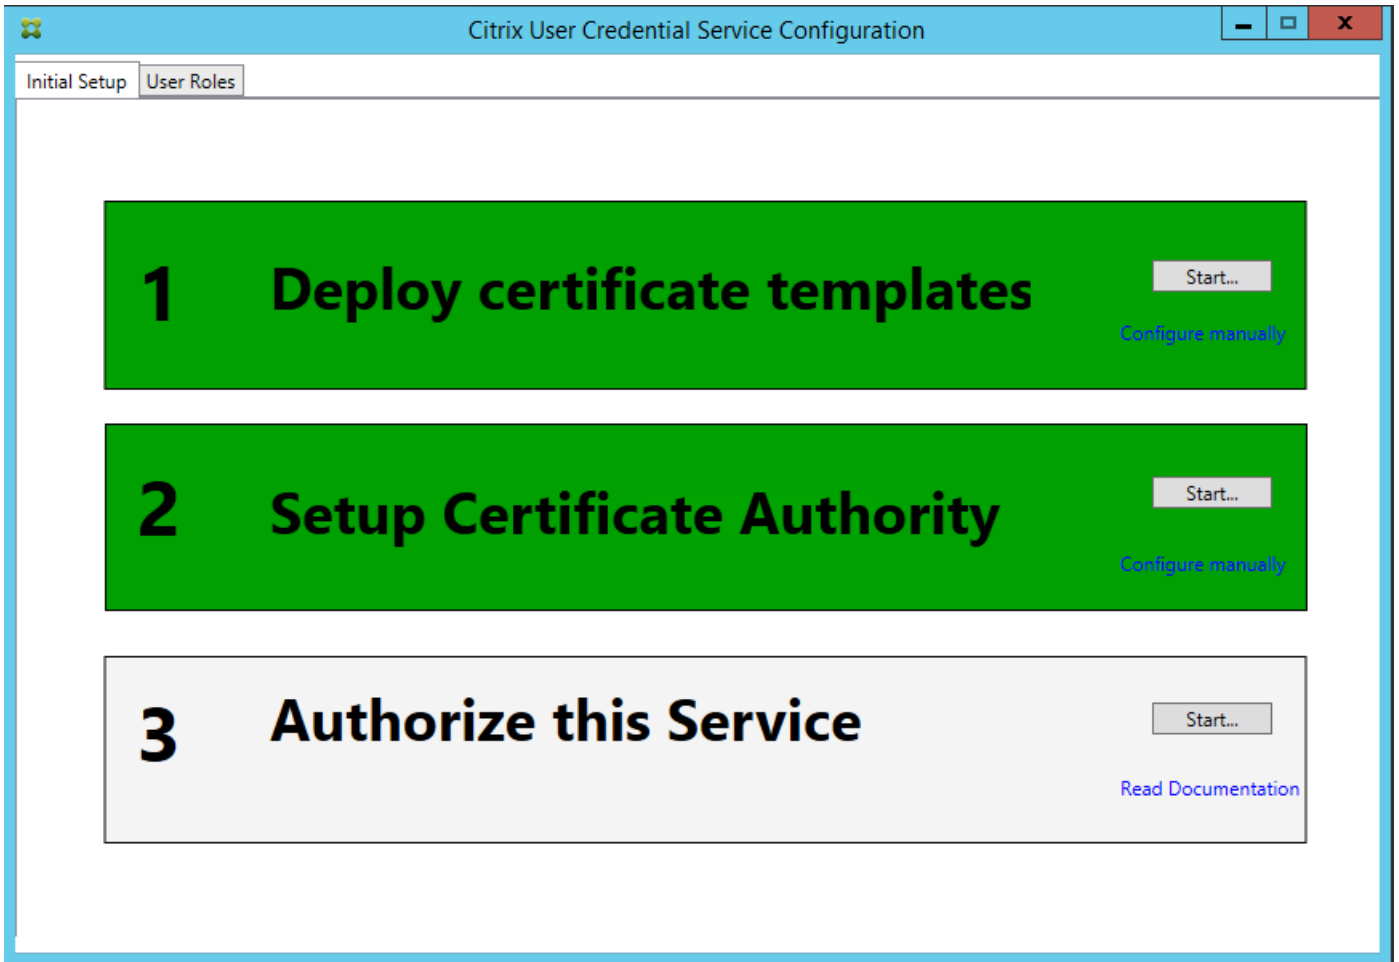 Citrix User Credential Service Configuration
Initial Setup
User Roles
1
Deploy certificate templates
Start...
Configure manually
2
Setup Certificate Authority
Start...
Configure manually
3
Authorize this Service
Start...
Read Documentation